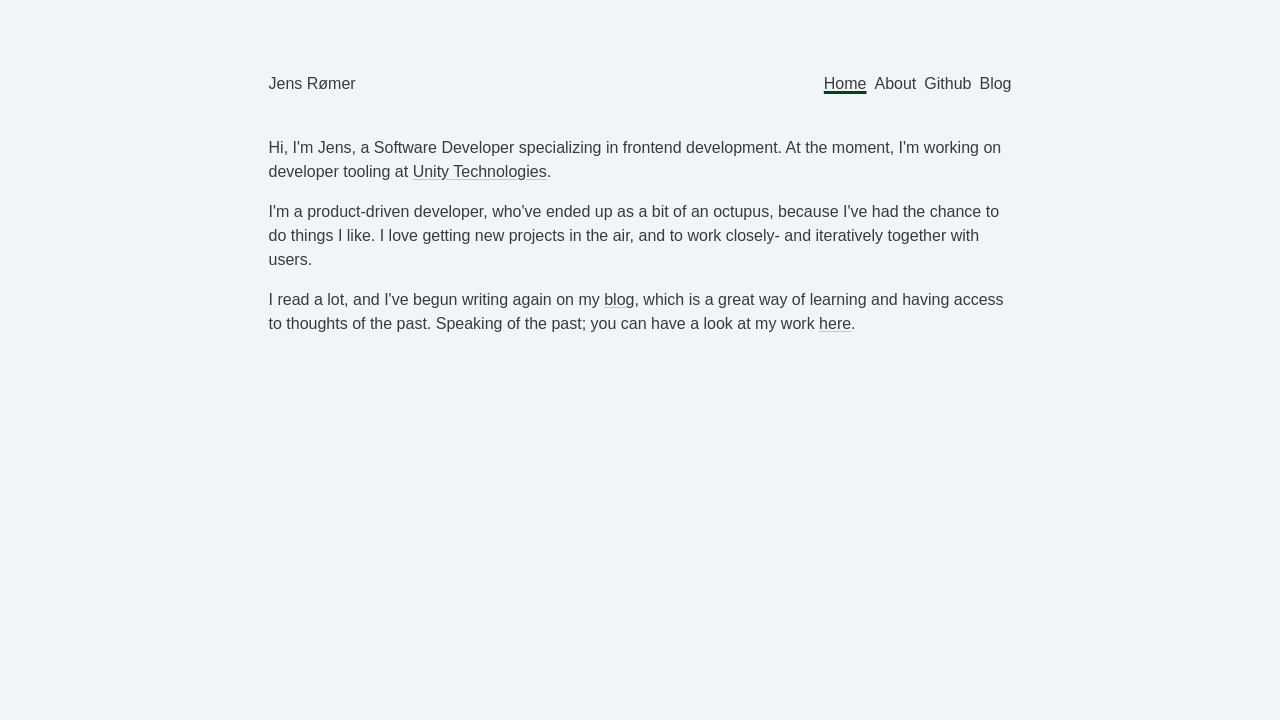 Jens Rømer
Home About Github Blog
Hi, I'm Jens, a Software Developer specializing in frontend development. At the moment, I'm working on
developer tooling at Unity Technologies.
I'm a product-driven developer, who've ended up as a bit of an octupus, because I've had the chance to
do things I like. I love getting new projects in the air, and to work closely- and iteratively together with
users.
I read a lot, and I've begun writing again on my blog, which is a great way of learning and having access
to thoughts of the past. Speaking of the past; you can have a look at my work here.